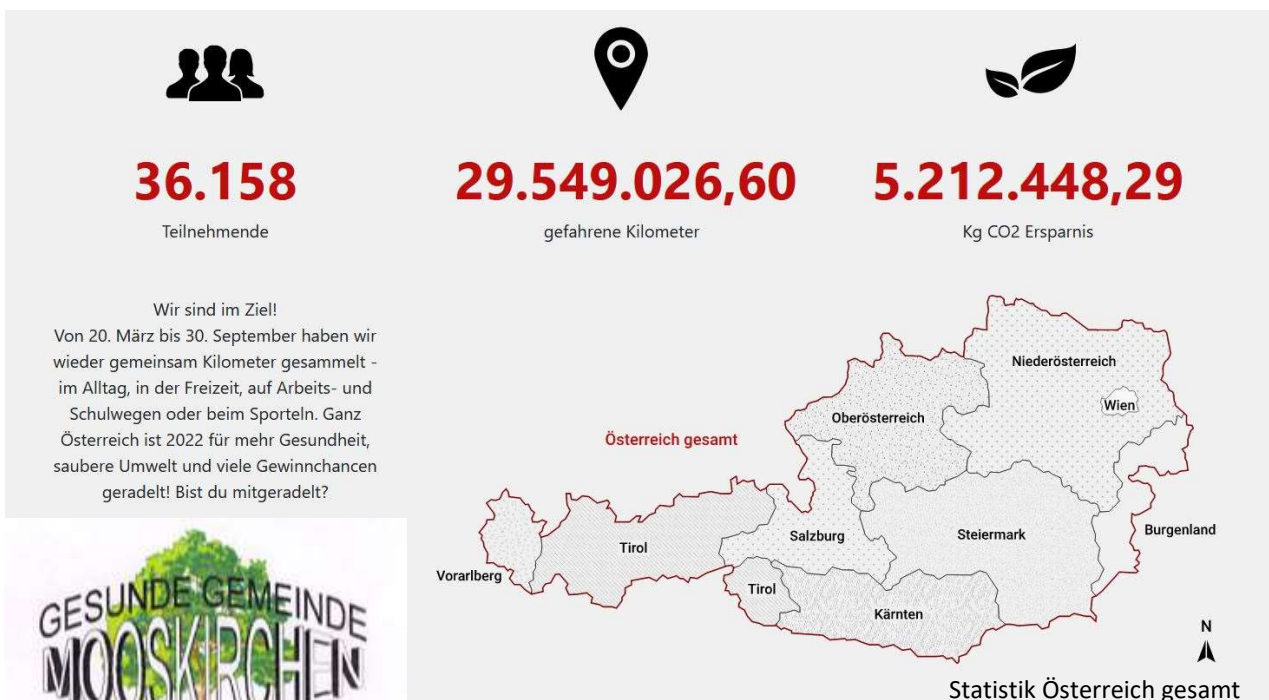 36.158
Teilnehmende
29.549.026,60
gefahrene Kilometer
5.212.448,29
Kg CO2 Ersparnis
Wir sind im Ziel!
Von 20. März bis 30. September haben wir
wieder gemeinsam Kilometer gesammelt -
im Alltag, in der Freizeit, auf Arbeits- und
Schulwegen oder beim Sporteln. Ganz
Österreich ist 2022 für mehr Gesundheit,
saubere Umwelt und viele Gewinnchancen
geradelt! Bist du mitgeradelt?
GESUNDE GEMEINDE
MOOSKIRCHEN
Österreich gesamt
Niederösterreich
Wien
Oberösterreich
Salzburg
Steiermark
Burgenland
Tirol
Vorarlberg
Tirol
Kärnten
N
Statistik Österreich gesamt